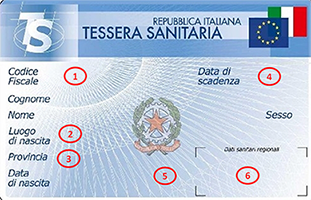 TS
REPUBBLICA ITALIANA
TESSERA SANITARIA
Codice
Fiscale
1
Data di
scadenza
4
Cognome
Nome
Sesso
Luogo
di nascita
2
Provincia
3
Dati sanitari regionali
Data
di nascita
5
6